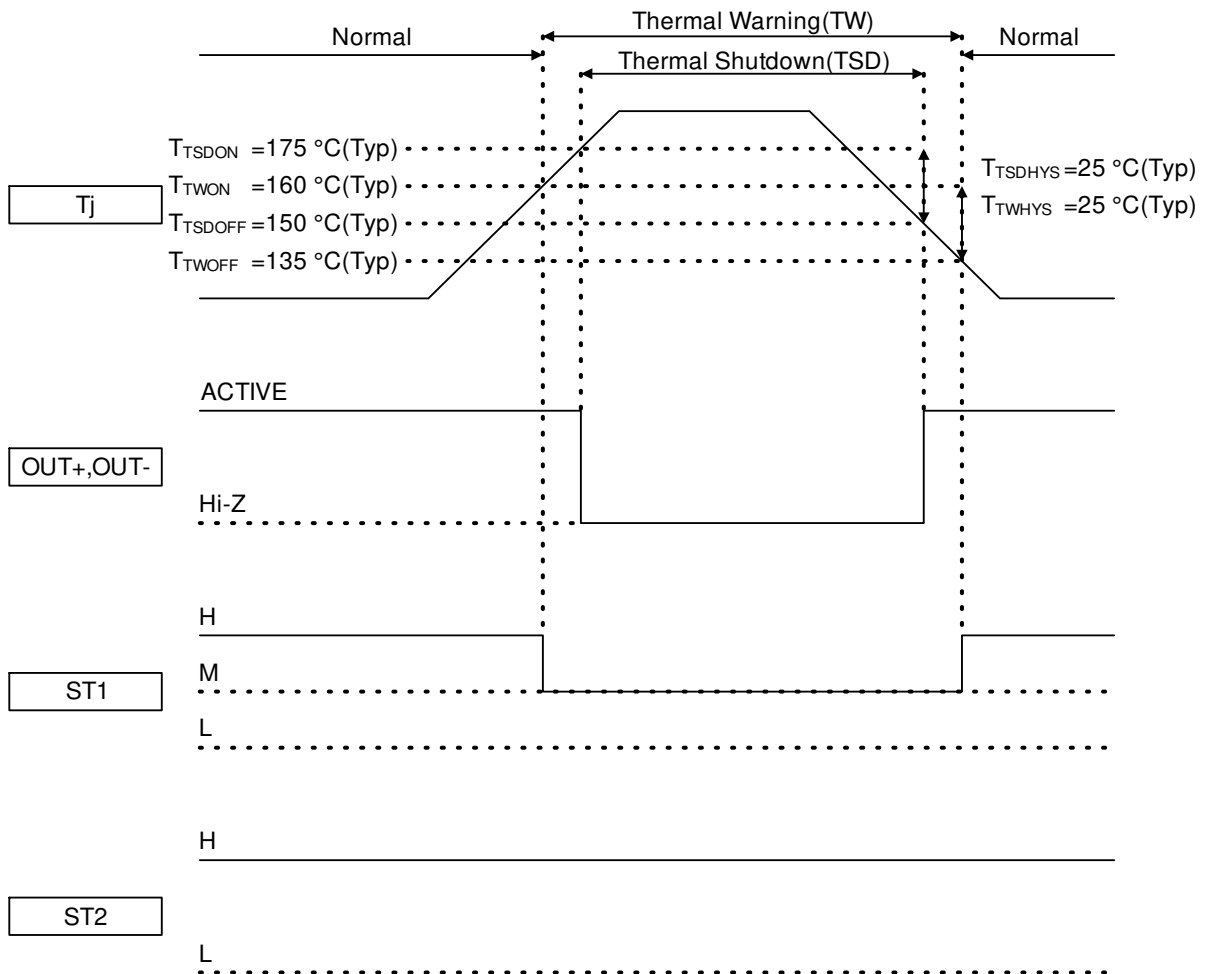 Normal
Thermal Warning(TW)
Normal
Thermal Shutdown(TSD)
Tj
TTSDON =175 °C(Typ)
TTWON =160 °C(Typ)
TTSDOFF =150 °C(Typ)
TTWOFF =135 °C(Typ)
TTSDHYS =25 °C(Typ)
TTWHYS =25 °C(Typ)
ACTIVE
OUT+,OUT-
Hi-Z
H
M
ST1
L
H
ST2
L